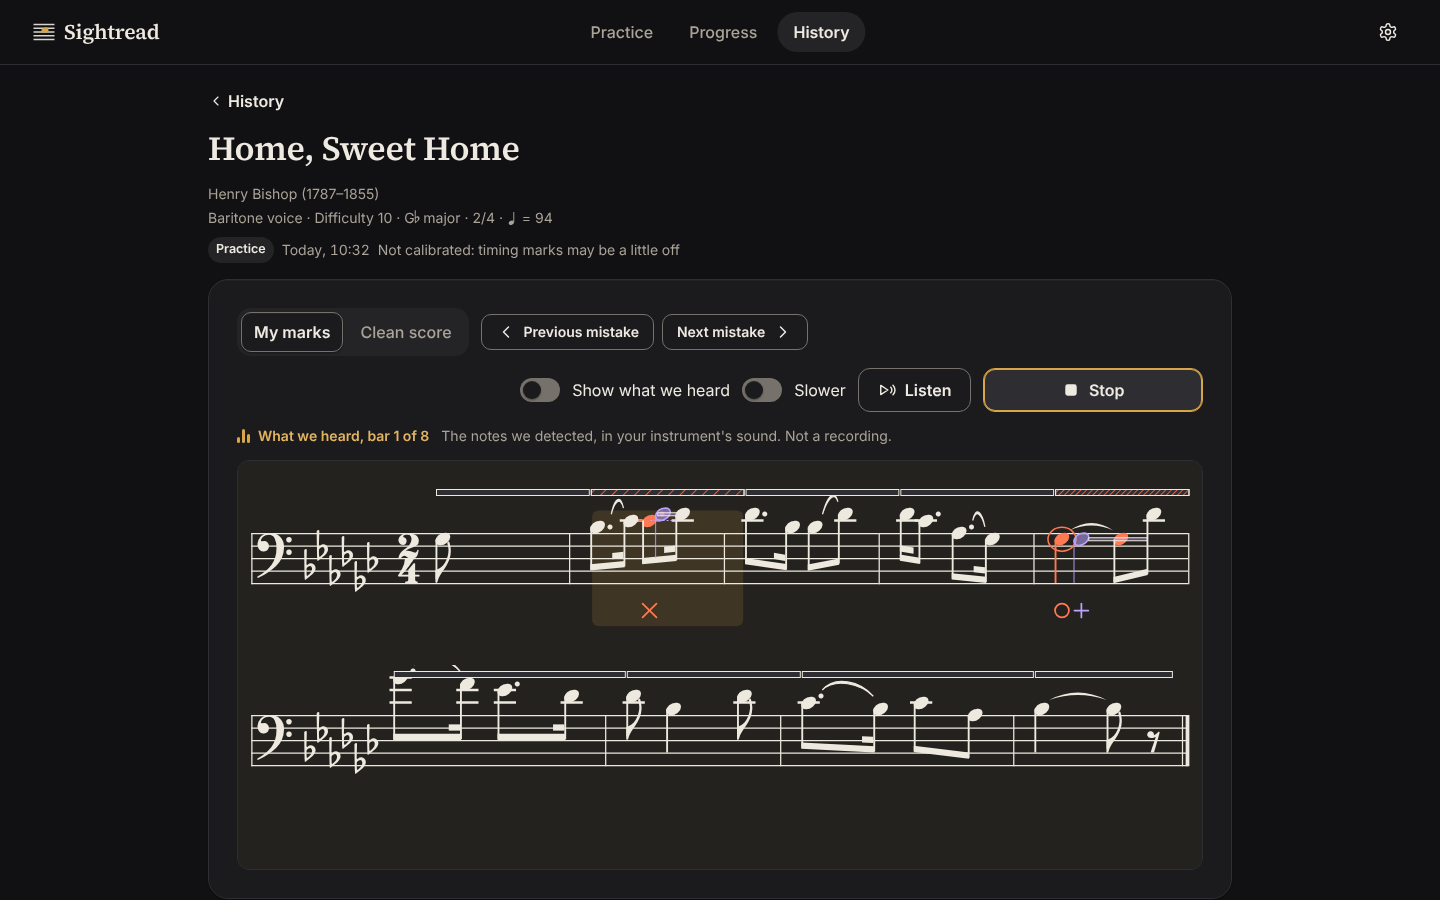 Sightread
Practice
Progress
History
History
Home, Sweet Home
Henry Bishop (1787–1855)
Baritone voice · Difficulty 10 · G♭ major · 2/4 · ♩ = 94
Practice Today, 10:32 Not calibrated: timing marks may be a little off
My marks
Clean score
Previous mistake
Next mistake
Show what we heard
Slower
Listen
Stop
What we heard, bar 1 of 8 The notes we detected, in your instrument's sound. Not a recording.
2
4